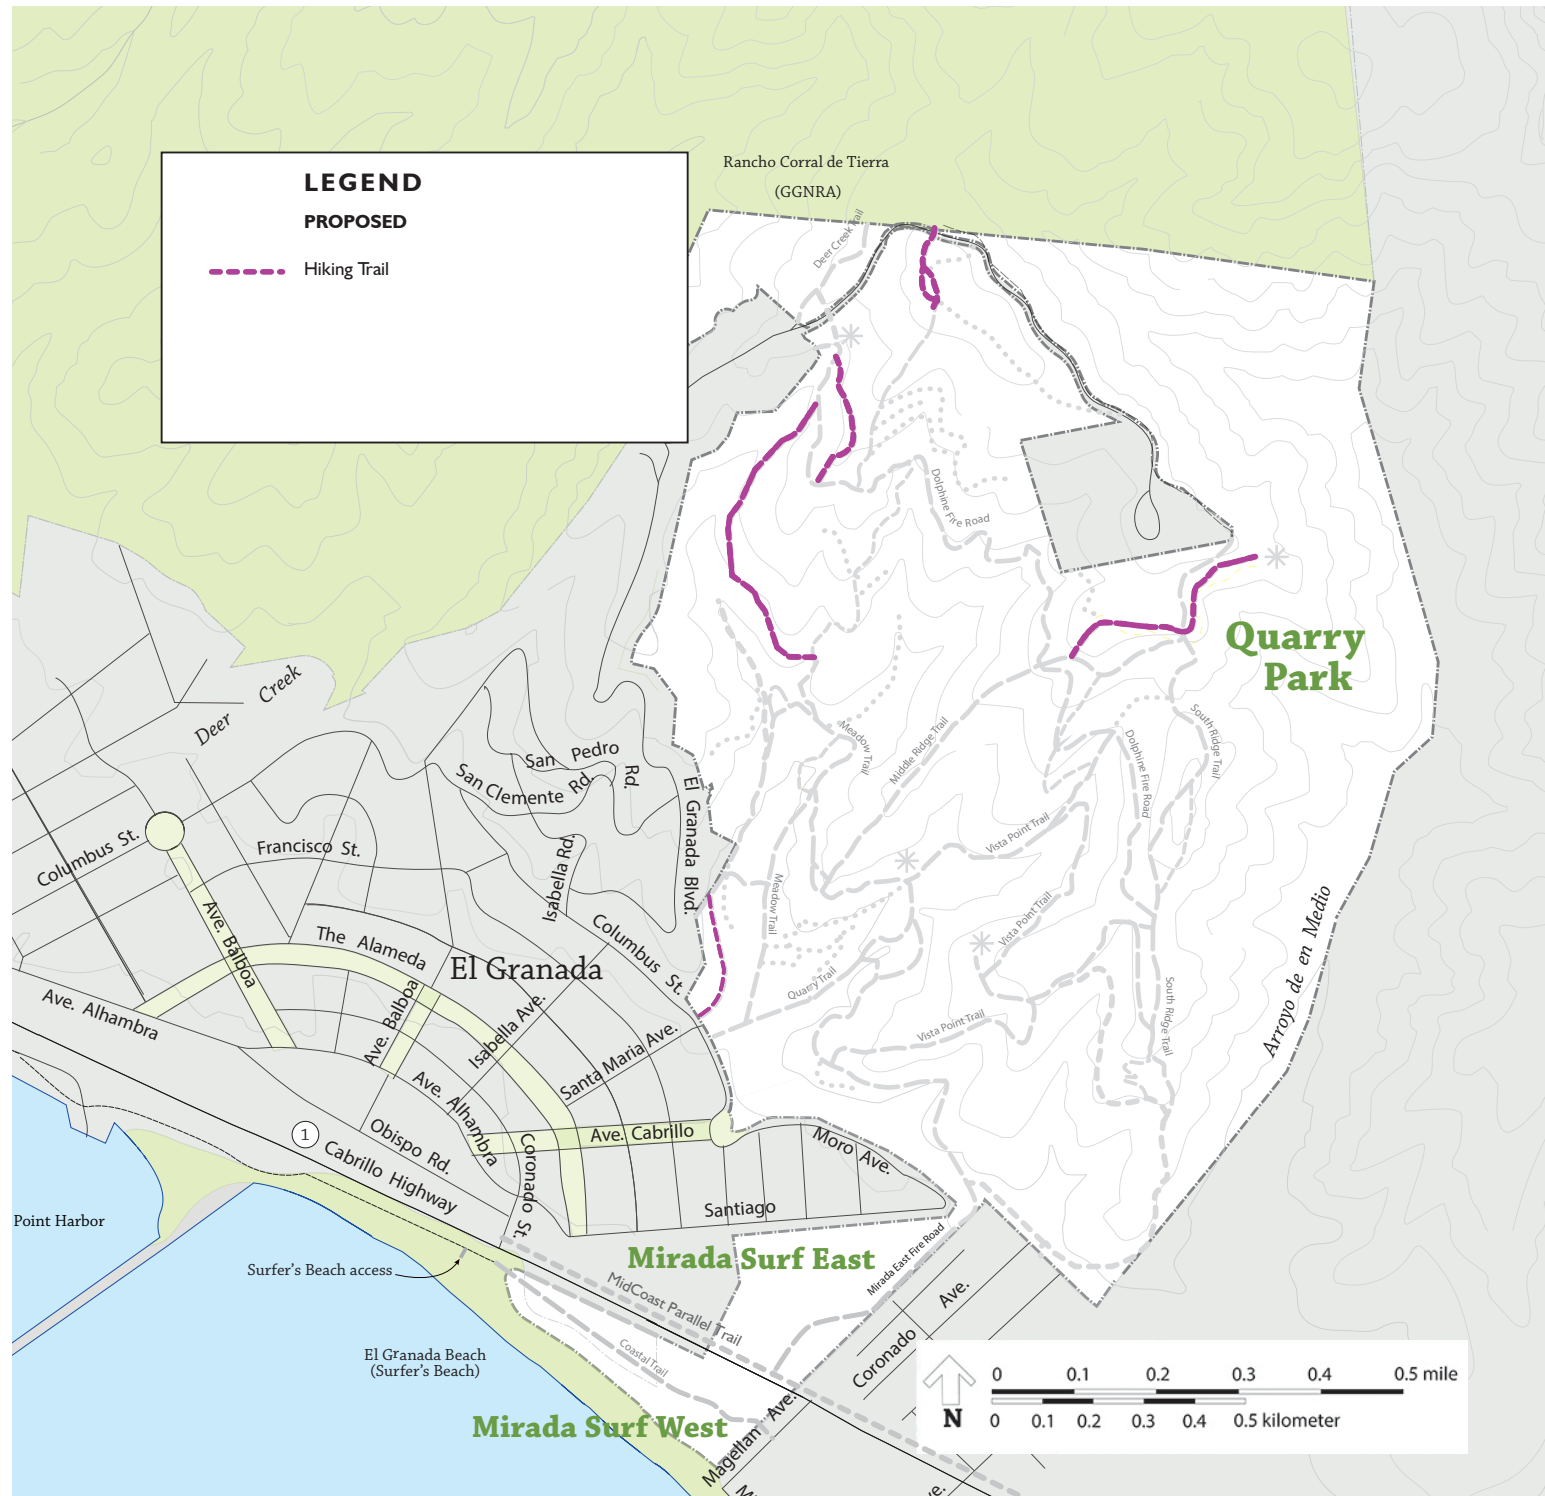 Rancho Corral de Tierra
(GGNRA)
LEGEND
PROPOSED
Hiking Trail
Deer Creek Trail
Dolphine Fire Road
Quarry
Park
Deer Creek
San Pedro
Rd.
San Clemente Rd.
El Granada Blvd.
Meadow Trail
Middle Ridge Trail
South Ridge Trail
Dolphine Fire Road
Columbus St.
Francisco St.
Isabella Rd.
Vista Point Trail
Ave. Balboa
The Alameda
El Granada
Columbus St.
Meadow Trail
Vista Point Trail
Arroyo de en Medio
Ave. Alhambra
Ave. Balboa
Isabella Ave.
Santa Maria Ave.
Quarry Trail
Vista Point Trail
South Ridge Trail
Ave. Alhambra
Obispo Rd.
1
Cabrillo Highway
Coronado St.
Ave. Cabrillo
Moro Ave.
Santiago
Point Harbor
Surfer's Beach access
Mirada Surf East
Mirada East Fire Road
MidCoast Parallel Trail
Coastal Trail
El Granada Beach
(Surfer's Beach)
Coronado Ave.
Mirada Surf West
Magellan Ave.
ve.
N
0 0.1 0.2 0.3 0.4 0.5 mile
0 0.1 0.2 0.3 0.4 0.5 kilometer